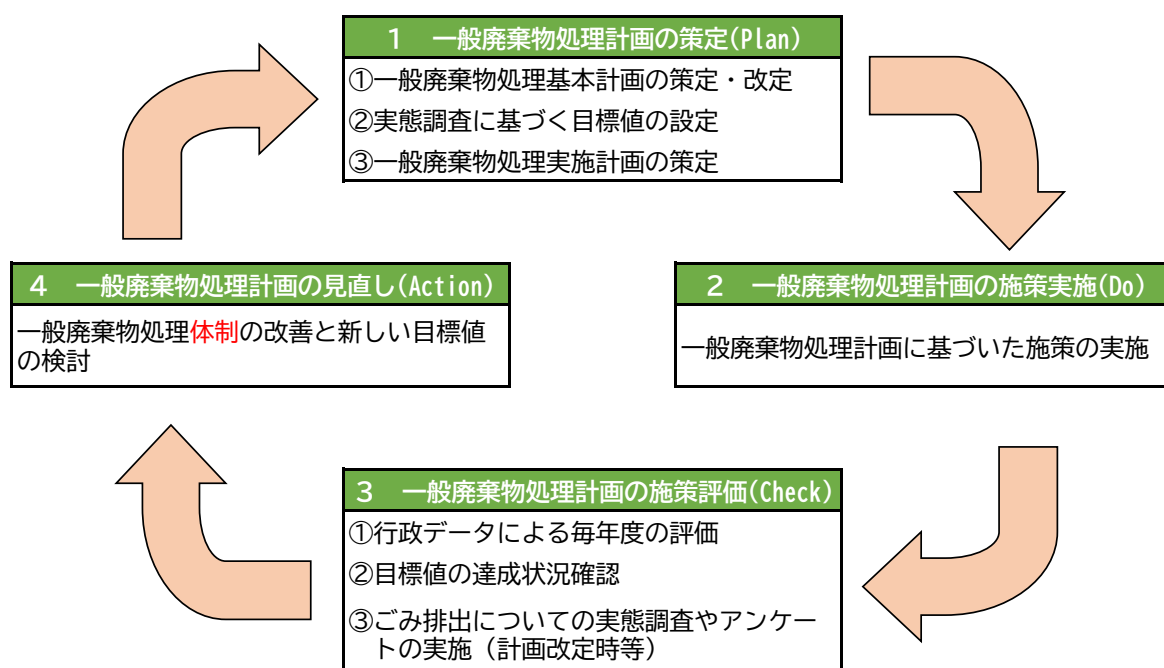 1　一般廃棄物処理計画の策定(Plan)
①一般廃棄物処理基本計画の策定・改定
②実態調査に基づく目標値の設定
③一般廃棄物処理実施計画の策定
2　一般廃棄物処理計画の施策実施(Do)
一般廃棄物処理計画に基づいた施策の実施
3　一般廃棄物処理計画の施策評価(Check)
①行政データによる毎年度の評価
②目標値の達成状況確認
③ごみ排出についての実態調査やアンケー
トの実施（計画改定時等）
4　一般廃棄物処理計画の見直し(Action)
一般廃棄物処理体制の改善と新しい目標値
の検討